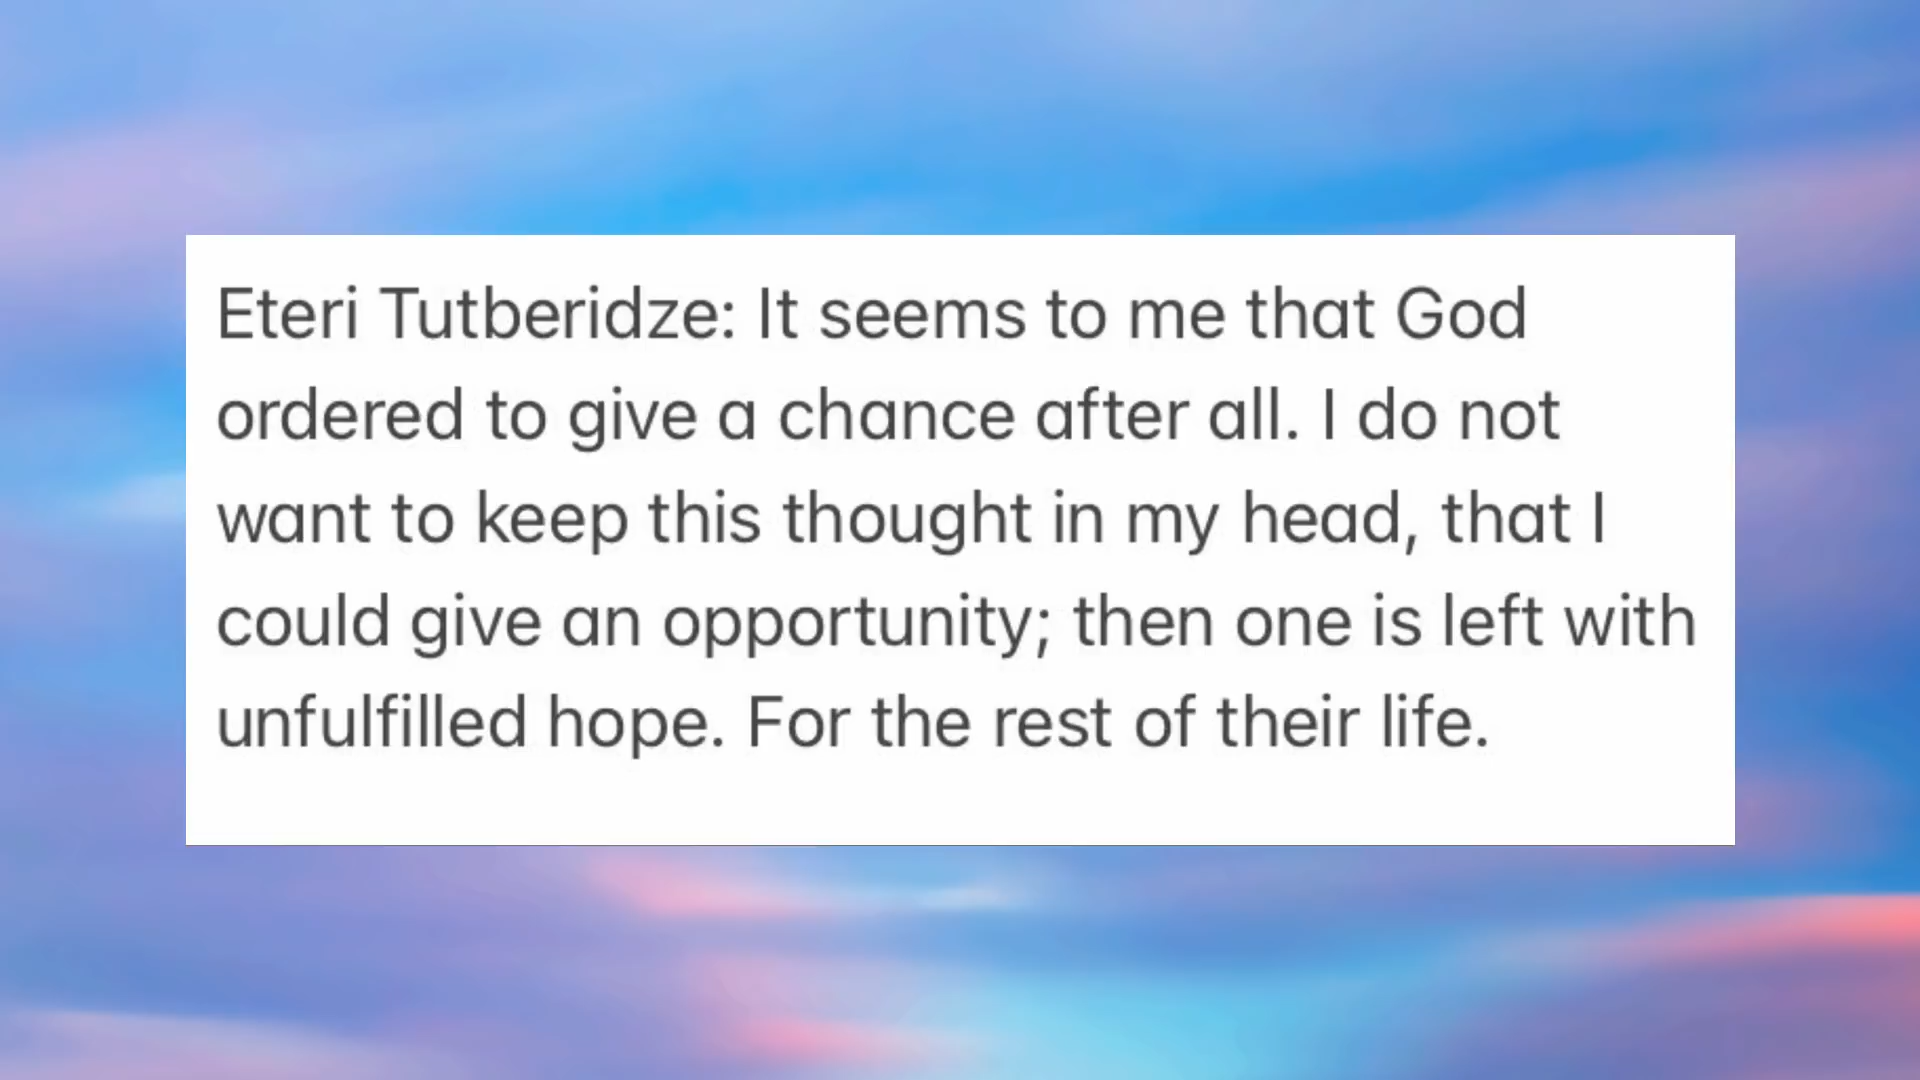 Eteri Tutberidze: It seems to me that God
ordered to give a chance after all. I do not
want to keep this thought in my head, that I
could give an opportunity; then one is left with
unfulfilled hope. For the rest of their life.